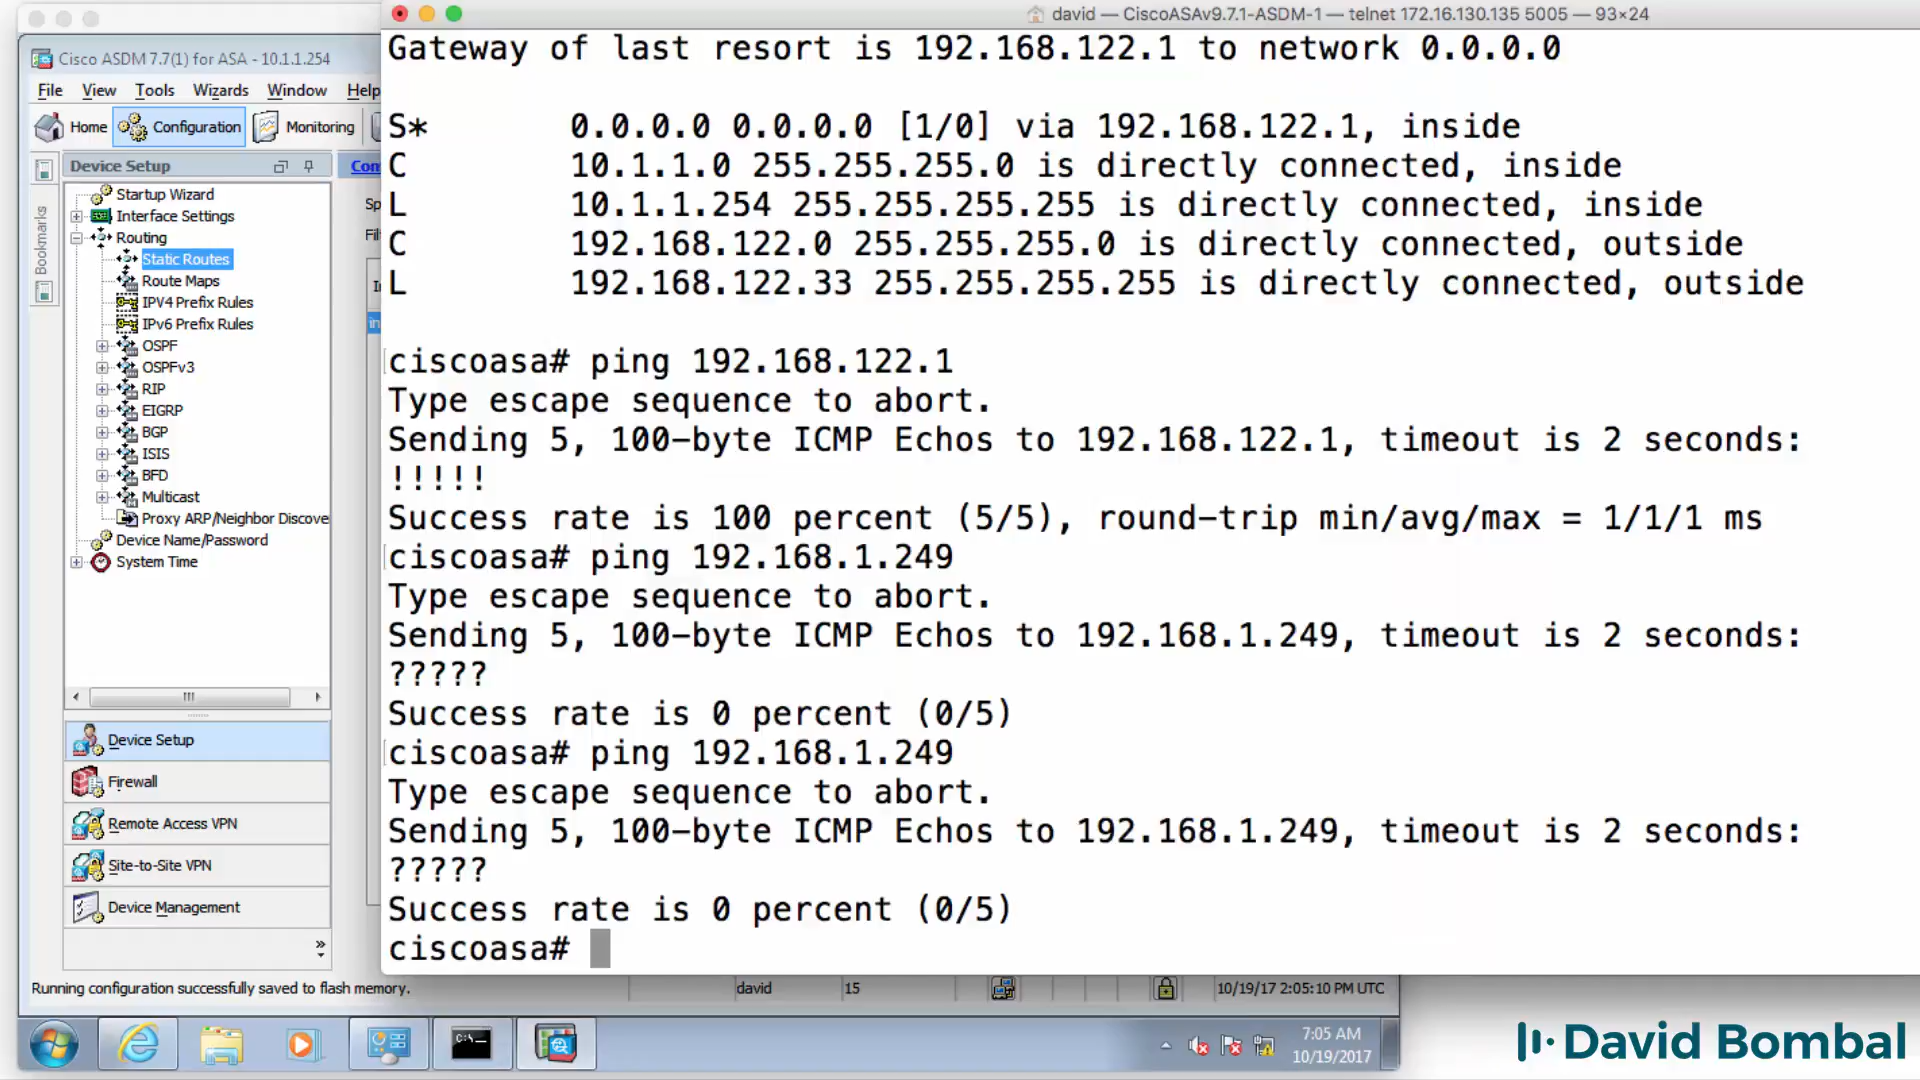 david — CiscoASAv9.7.1-ASDM-1 — telnet 172.16.130.135 5005 — 93×24
Cisco ASDM 7.7(1) for ASA - 10.1.1.254
File View Tools Wizards Window Help
Home Configuration Monitoring
Device Setup
Con
Bookmarks
Startup Wizard
Interface Settings
Routing
Static Routes
Route Maps
IPV4 Prefix Rules
IPv6 Prefix Rules
OSPF
OSPFv3
RIP
EIGRP
BGP
ISIS
BFD
Multicast
Proxy ARP/Neighbor Discove
Device Name/Password
System Time
Sp
Fil
In
in
Device Setup
Firewall
Remote Access VPN
Site-to-Site VPN
Device Management
Gateway of last resort is 192.168.122.1 to network 0.0.0.0
S* 0.0.0.0 0.0.0.0 [1/0] via 192.168.122.1, inside
C 10.1.1.0 255.255.255.0 is directly connected, inside
L 10.1.1.254 255.255.255.255 is directly connected, inside
C 192.168.122.0 255.255.255.0 is directly connected, outside
L 192.168.122.33 255.255.255.255 is directly connected, outside
ciscoasa# ping 192.168.122.1
Type escape sequence to abort.
Sending 5, 100-byte ICMP Echos to 192.168.122.1, timeout is 2 seconds:
!!!!!
Success rate is 100 percent (5/5), round-trip min/avg/max = 1/1/1 ms
ciscoasa# ping 192.168.1.249
Type escape sequence to abort.
Sending 5, 100-byte ICMP Echos to 192.168.1.249, timeout is 2 seconds:
?????
Success rate is 0 percent (0/5)
ciscoasa# ping 192.168.1.249
Type escape sequence to abort.
Sending 5, 100-byte ICMP Echos to 192.168.1.249, timeout is 2 seconds:
?????
Success rate is 0 percent (0/5)
ciscoasa#
Running configuration successfully saved to flash memory. david 15 10/19/17 2:05:10 PM UTC
C:\.
7:05 AM
10/19/2017
David Bombal